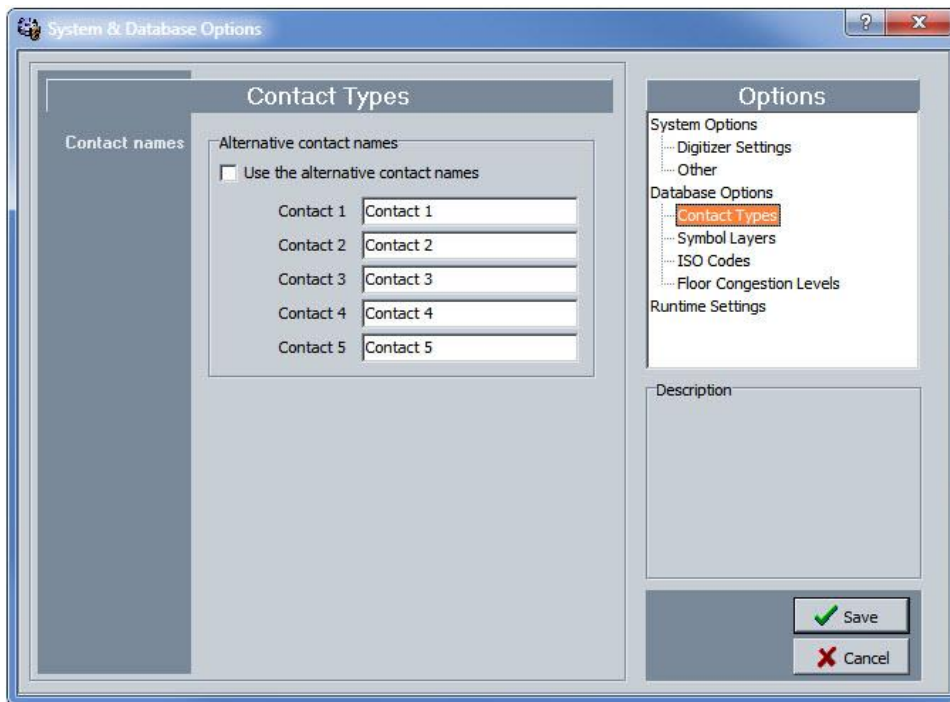 System & Database Options
?
Contact Types
Contact names
Alternative contact names
Use the alternative contact names
Contact 1 Contact 1
Contact 2 Contact 2
Contact 3 Contact 3
Contact 4 Contact 4
Contact 5 Contact 5
Options
System Options
Digitizer Settings
Other
Database Options
Contact Types
Symbol Layers
ISO Codes
Floor Congestion Levels
Runtime Settings
Description
Save
Cancel